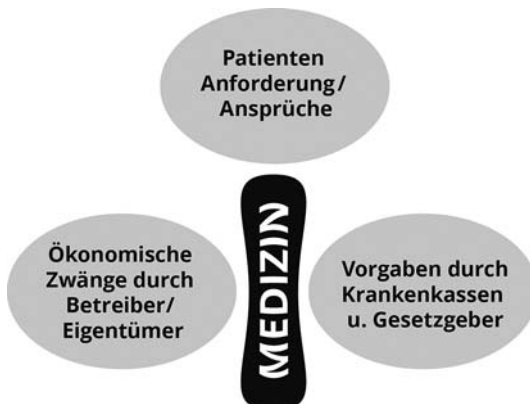 Patienten
Anforderung/
Ansprüche
Ökonomische
Zwänge durch
Betreiber/
Eigentümer
MEDIZIN
Vorgaben durch
Krankenkassen
u. Gesetzgeber